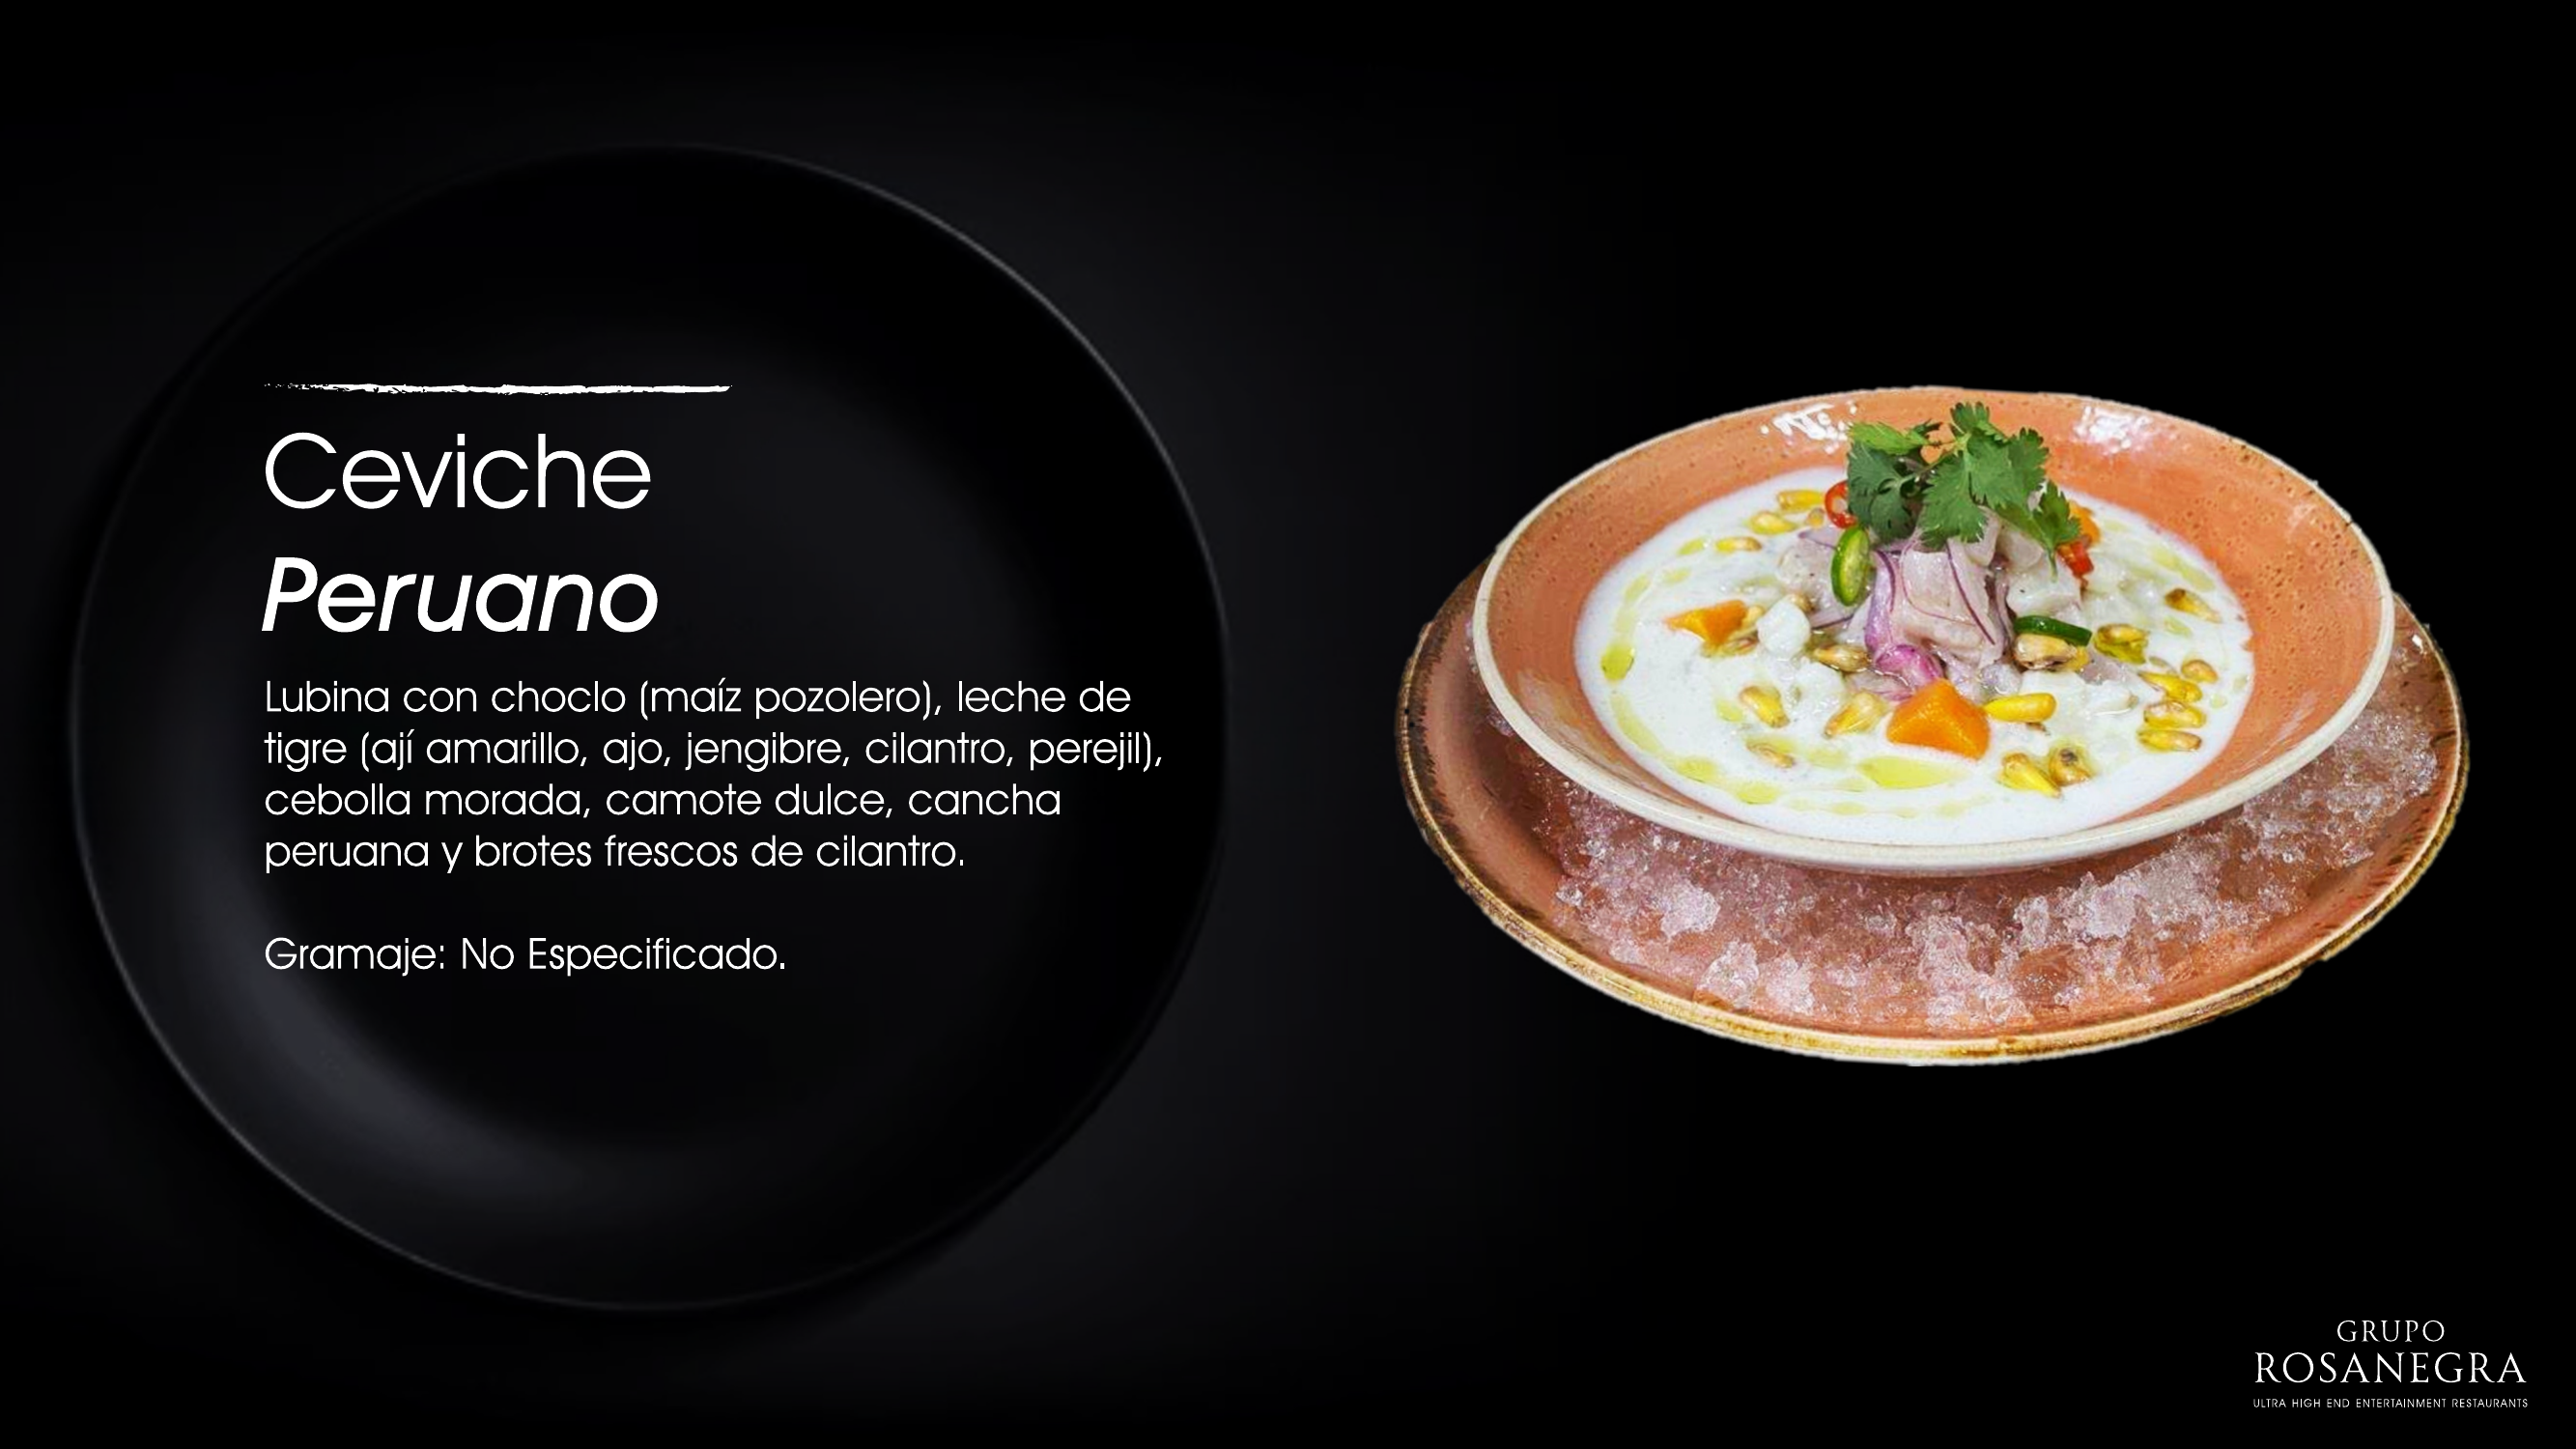 Ceviche
Peruano
Lubina con choclo (maíz pozolero), leche de
tigre (ají amarillo, ajo, jengibre, cilantro, perejil),
cebolla morada, camote dulce, cancha
peruana y brotes frescos de cilantro.
Gramaje: No Especificado.
GRUPO
ROSANEGRA
ULTRA HIGH END ENTERTAINMENT RESTAURANTS